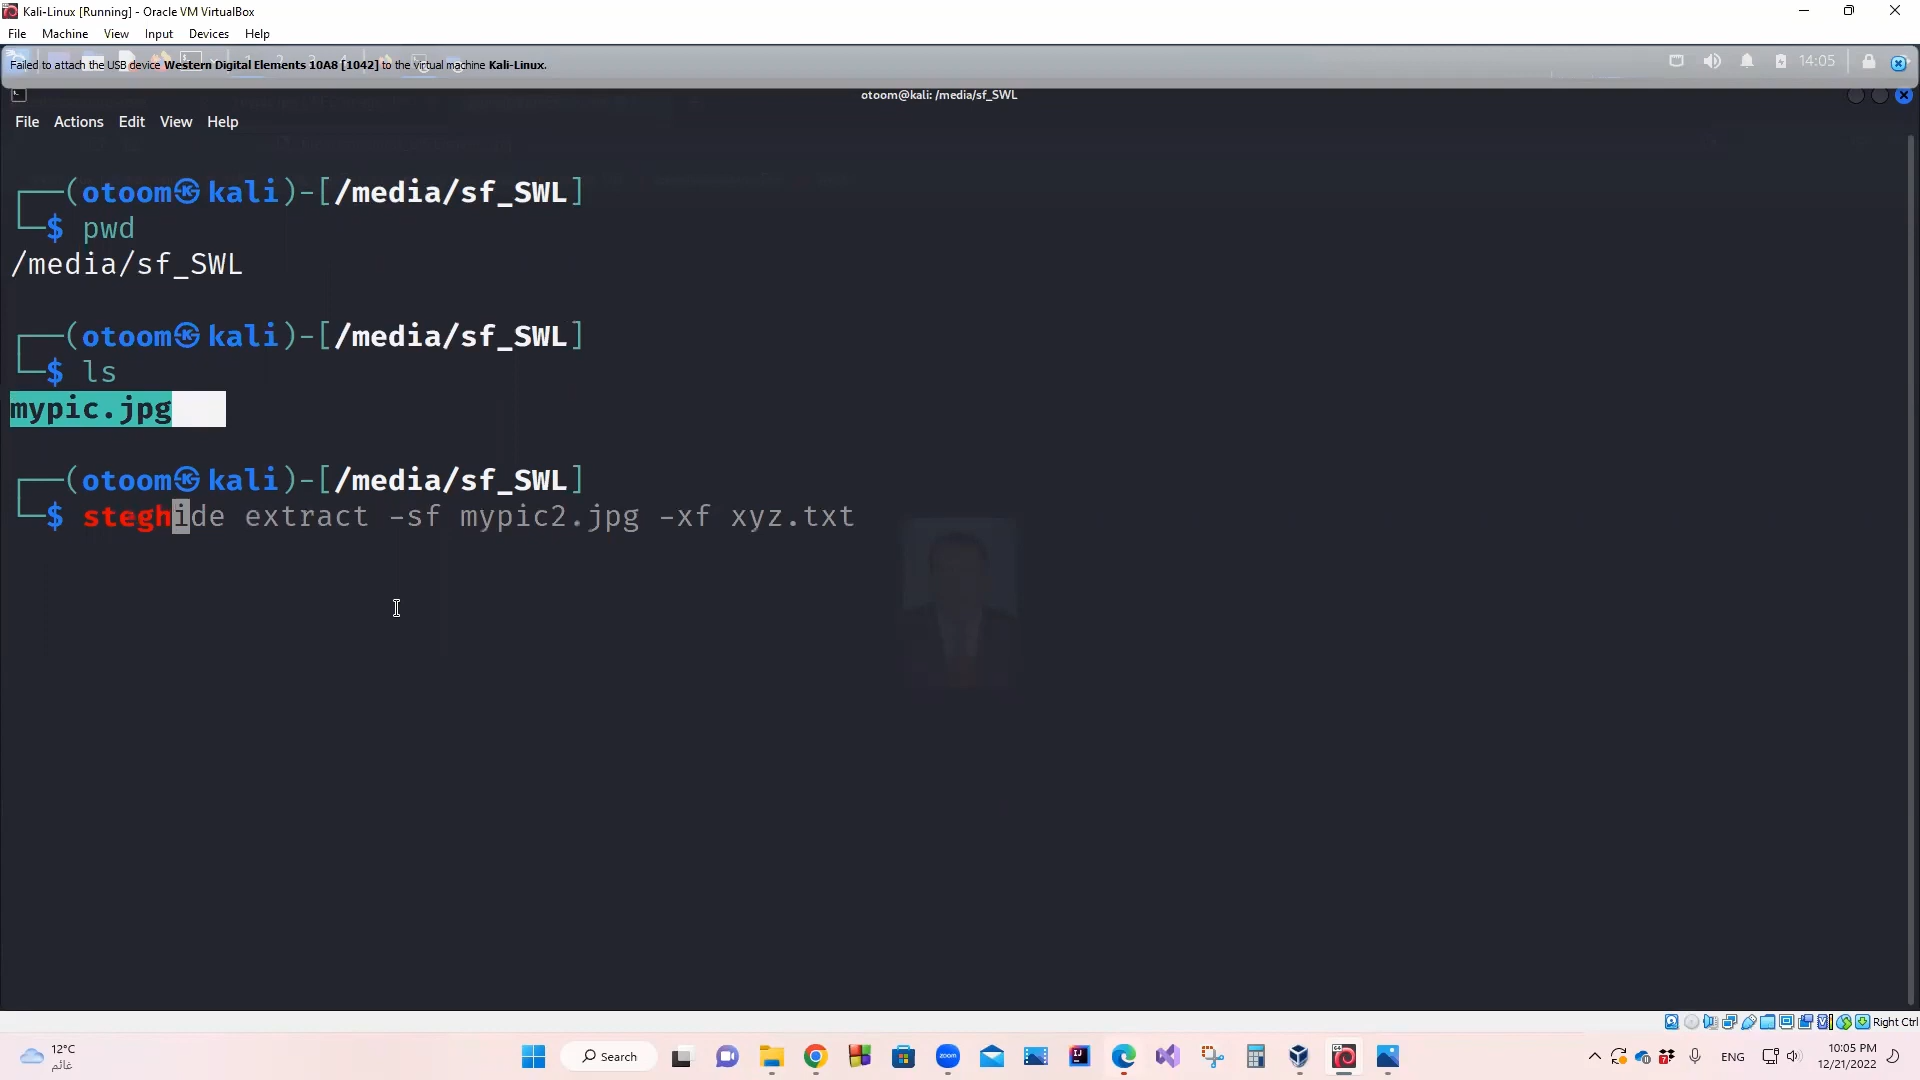 Kali-Linux [Running] - Oracle VM VirtualBox
File Machine View Input Devices Help
Failed to attach the USB device Western Digital Elements 10A8 [1042] to the virtual machine Kali-Linux.
14:05
otoom@kali: /media/sf_SWL
File Actions Edit View Help
┌──(otoom㉿kali)-[/media/sf_SWL]
└─$ pwd
/media/sf_SWL
┌──(otoom㉿kali)-[/media/sf_SWL]
└─$ ls
mypic.jpg
┌──(otoom㉿kali)-[/media/sf_SWL]
└─$ steghide extract -sf mypic2.jpg -xf xyz.txt
Right Ctrl
12°C
غائم
Search
zoom
IJ
ENG
10:05 PM
12/21/2022